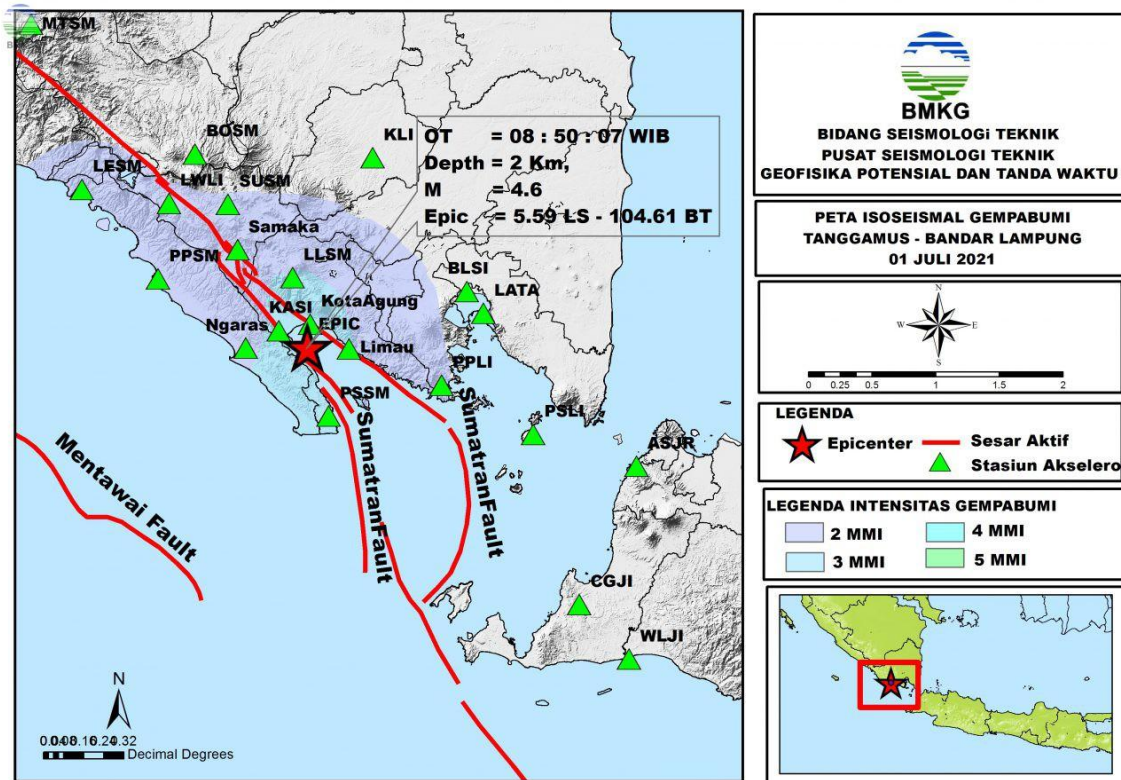 MTSM
BOSM
KLI
OT = 08 : 50 : 07 WIB
Depth = 2 Km,
M = 4.6
Epic = 5.59 LS - 104.61 BT
LESM
LWLI
SUSM
Samaka
PPSM
LLSM
BLSI
LATA
KASI
KotaAgung
Ngaras
EPIC
Limau
PPLI
PSSM
PSLI
ASJR
SumatranFault
SumatranFault
Mentawai Fault
CGJI
WLJI
N
Decimal Degrees
BMKG
BIDANG SEISMOLOGi TEKNIK
PUSAT SEISMOLOGI TEKNIK
GEOFISIKA POTENSIAL DAN TANDA WAKTU
PETA ISOSEISMAL GEMPABUMI
TANGGAMUS - BANDAR LAMPUNG
01 JULI 2021
N
W E
S
0 0.25 0.5 1 2
LEGENDA
Epicenter
Sesar Aktif
Stasiun Akselero
LEGENDA INTENSITAS GEMPABUMI
2 MMI 4 MMI
3 MMI 5 MMI